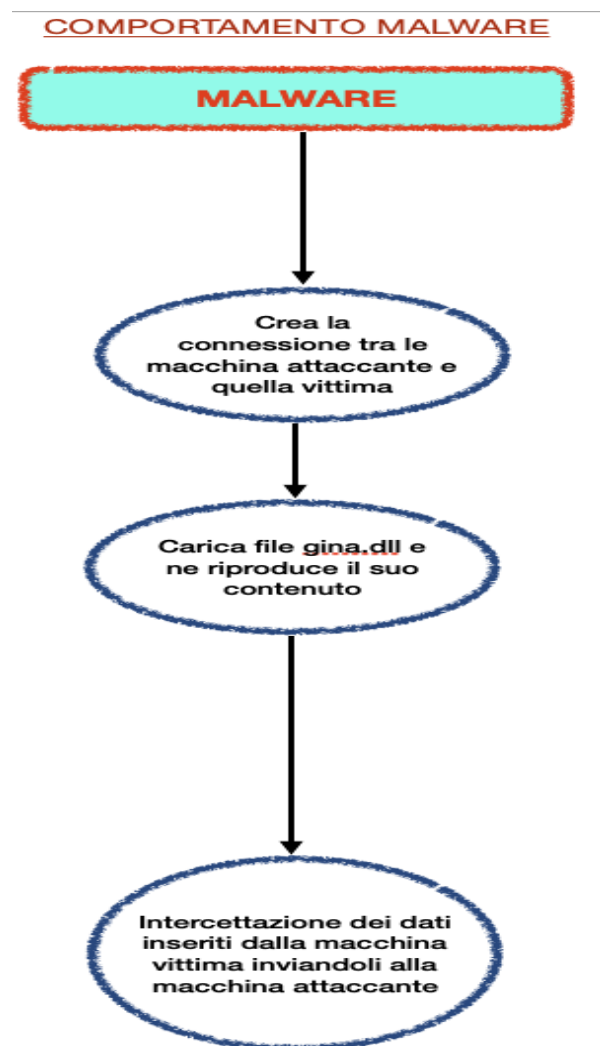 COMPORTAMENTO MALWARE
MALWARE
Crea la
connessione tra le
macchina attaccante e
quella vittima
Carica file gina.dll e
ne riproduce il suo
contenuto
Intercettazione dei dati
inseriti dalla macchina
vittima inviandoli alla
macchina attaccante